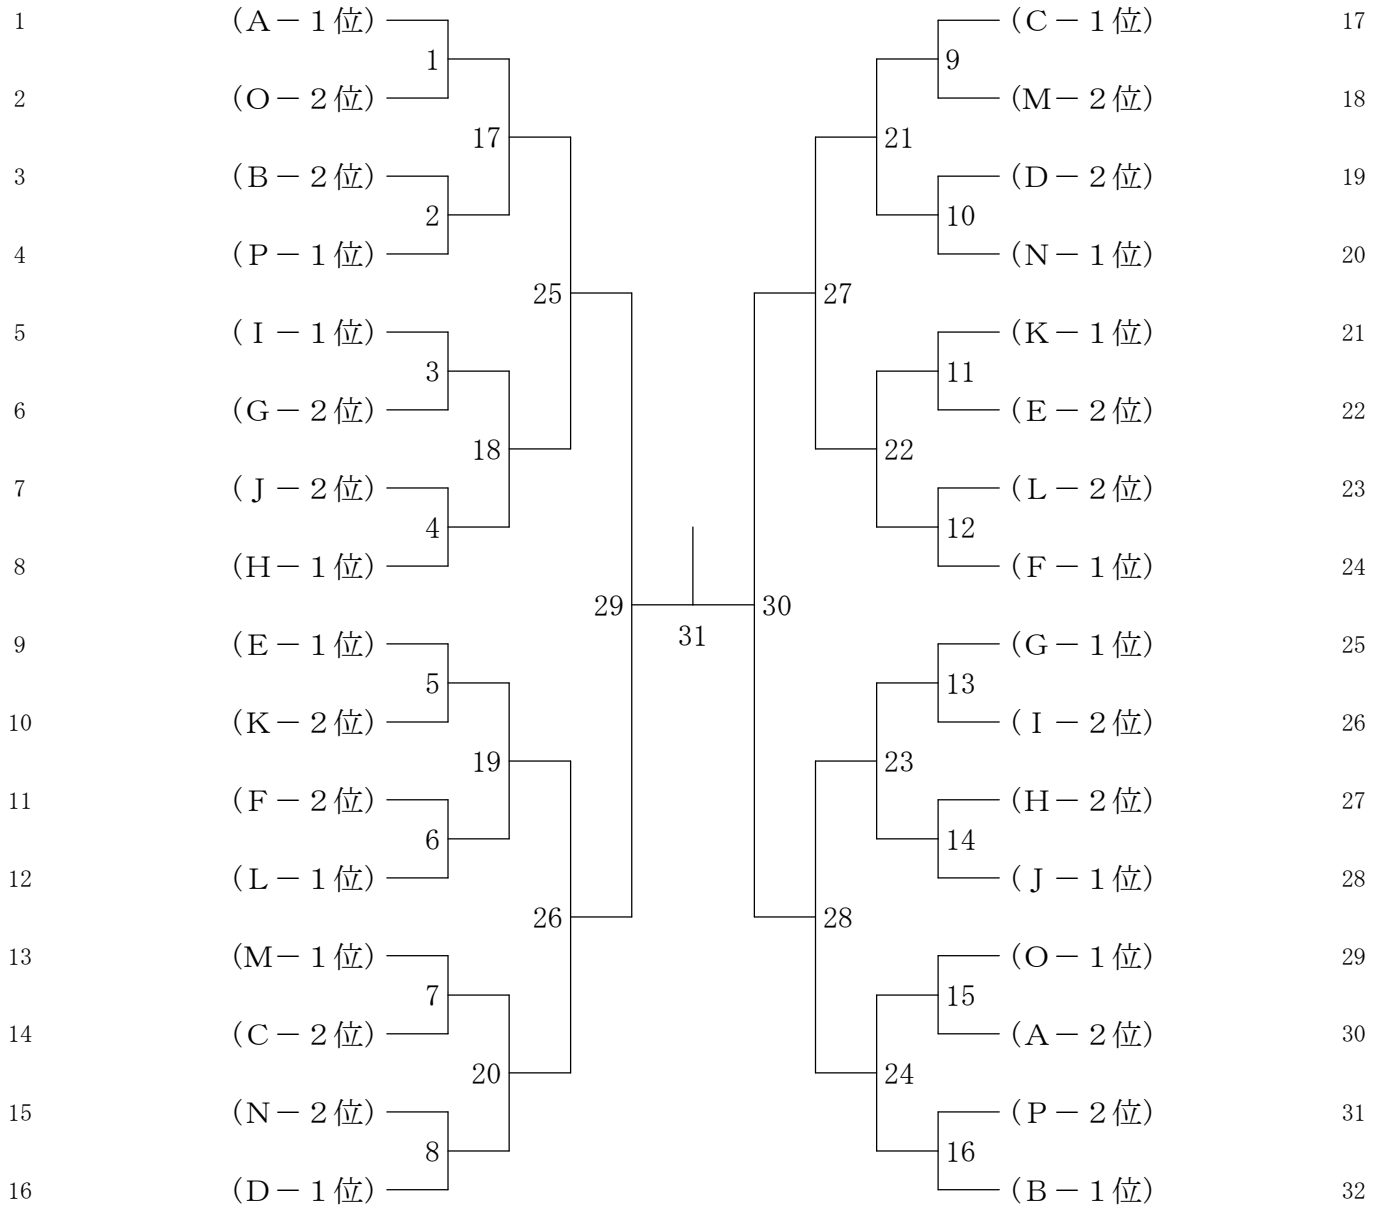 1 (A－1位) (C－1位) 17
1 9
2 (O－2位) (M－2位) 18
17 21
3 (B－2位) (D－2位) 19
2 10
4 (P－1位) (N－1位) 20
25 27
5 (I－1位) (K－1位) 21
3 11
6 (G－2位) (E－2位) 22
18 22
7 (J－2位) (L－2位) 23
4 12
8 (H－1位) (F－1位) 24
29 30
31
9 (E－1位) (G－1位) 25
5 13
10 (K－2位) (I－2位) 26
19 23
11 (F－2位) (H－2位) 27
6 14
12 (L－1位) (J－1位) 28
26 28
13 (M－1位) (O－1位) 29
7 15
14 (C－2位) (A－2位) 30
20 24
15 (N－2位) (P－2位) 31
8 16
16 (D－1位) (B－1位) 32